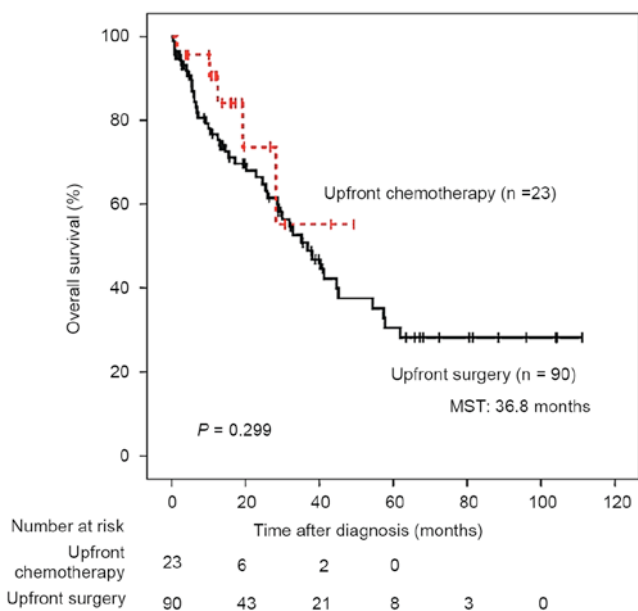 100
80
60
40
20
0
Overall survival (%)
Upfront chemotherapy (n =23)
Upfront surgery (n = 90)
MST: 36.8 months
P = 0.299
0 20 40 60 80 100 120
Time after diagnosis (months)
Number at risk
Upfront
chemotherapy 23 6 2 0
Upfront surgery 90 43 21 8 3 0